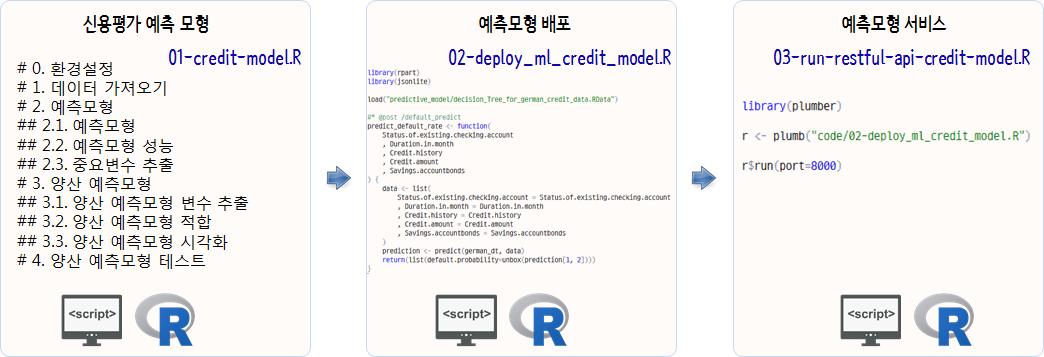 신용평가 예측 모형
01-credit-model.R
# 0. 환경설정
# 1. 데이터 가져오기
# 2. 예측모형
## 2.1. 예측모형
## 2.2. 예측모형 성능
## 2.3. 중요변수 추출
# 3. 양산 예측모형
## 3.1. 양산 예측모형 변수 추출
## 3.2. 양산 예측모형 적합
## 3.3. 양산 예측모형 시각화
# 4. 양산 예측모형 테스트
<script>
R
예측모형 배포
02-deploy_ml_credit_model.R
library(rpart)
library(jsonlite)
load("predictive_model/decision_Tree_for_german_credit_data.RData")
#* @post /default_predict
predict_default_rate <- function(
Status.of.existing.checking.account
, Duration.in.month
, Credit.history
, Credit.amount
, Savings.accountbonds
) {
data <- list(
Status.of.existing.checking.account = Status.of.existing.checking.account
, Duration.in.month = Duration.in.month
, Credit.history = Credit.history
, Credit.amount = Credit.amount
, Savings.accountbonds = Savings.accountbonds
)
prediction <- predict(german_dt, data)
return(list(default.probability=unbox(prediction[1, 2])))
}
<script>
R
예측모형 서비스
03-run-restful-api-credit-model.R
library(plumber)
r <- plumb("code/02-deploy_ml_credit_model.R")
r$run(port=8000)
<script>
R